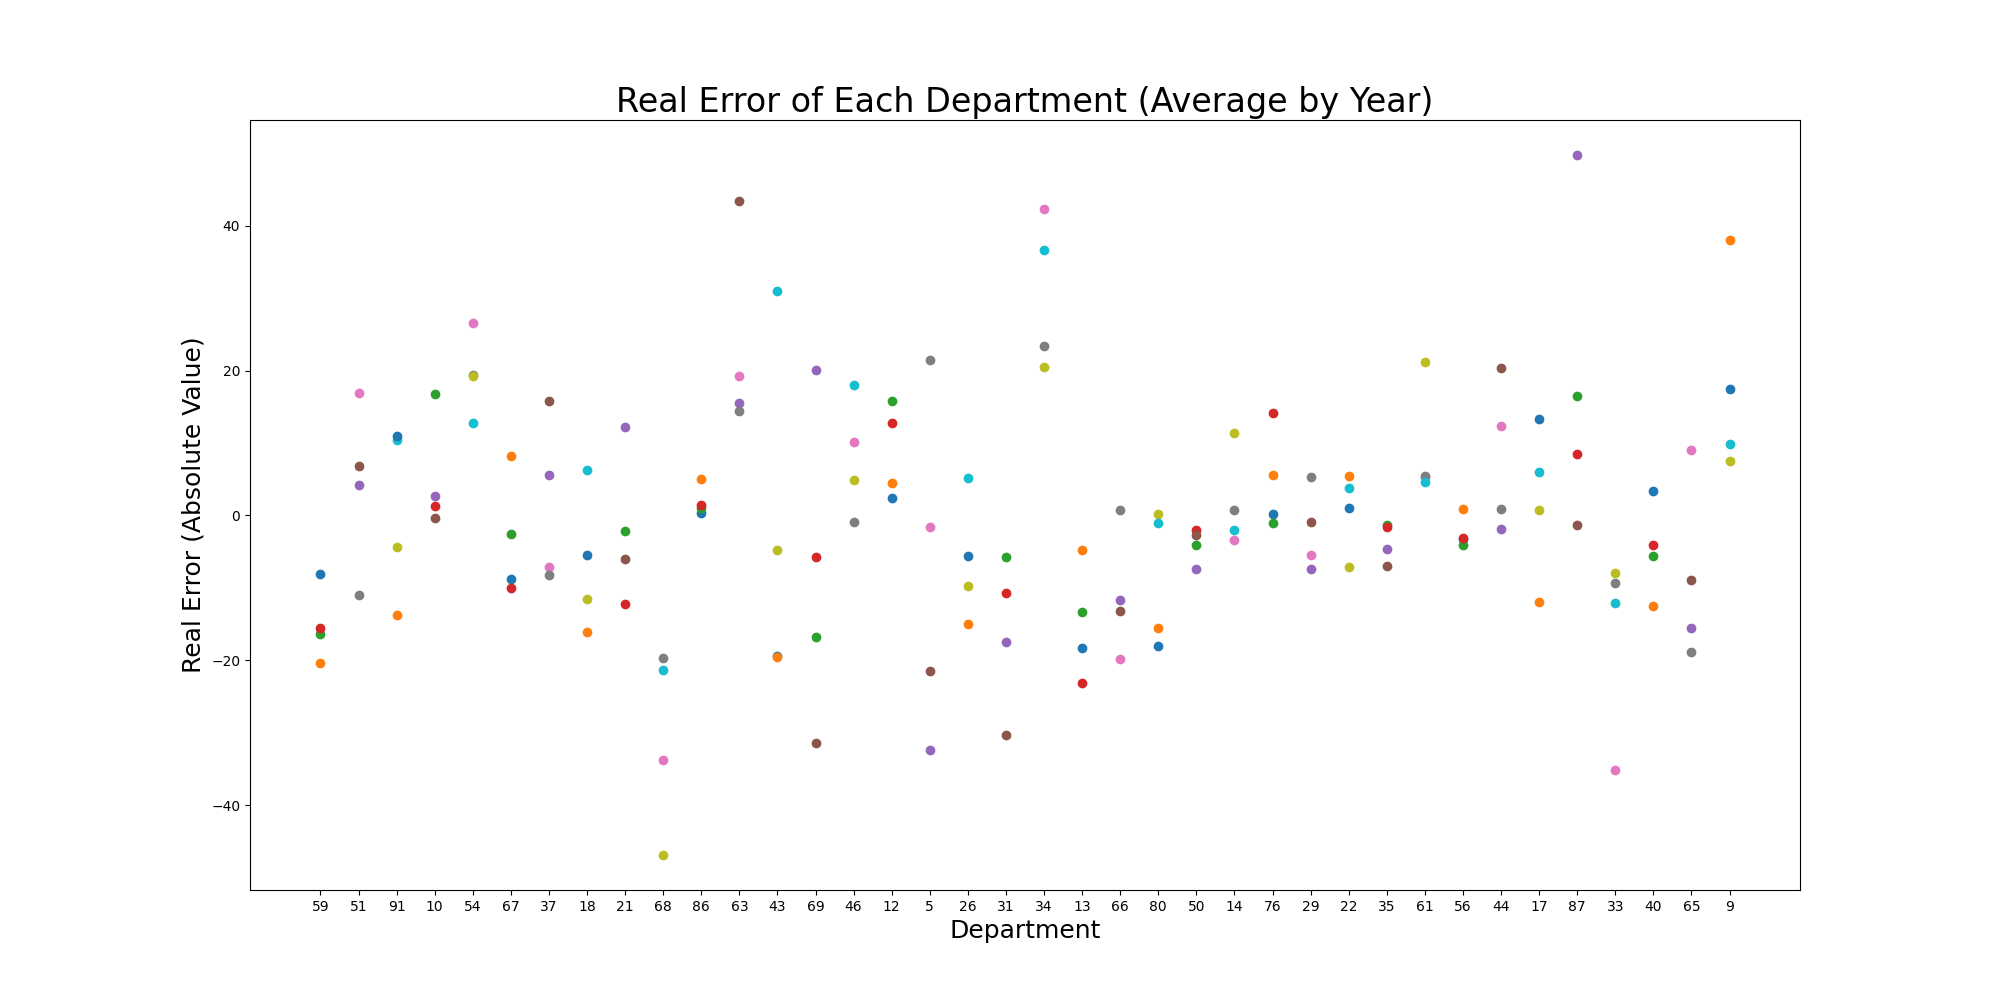 Real Error of Each Department (Average by Year)
Real Error (Absolute Value)
40
20
0
−20
−40
59 51 91 10 54 67 37 18 21 68 86 63 43 69 46 12 5 26 31 34 13 66 80 50 14 76 29 22 35 61 56 44 17 87 33 40 65 9
Department